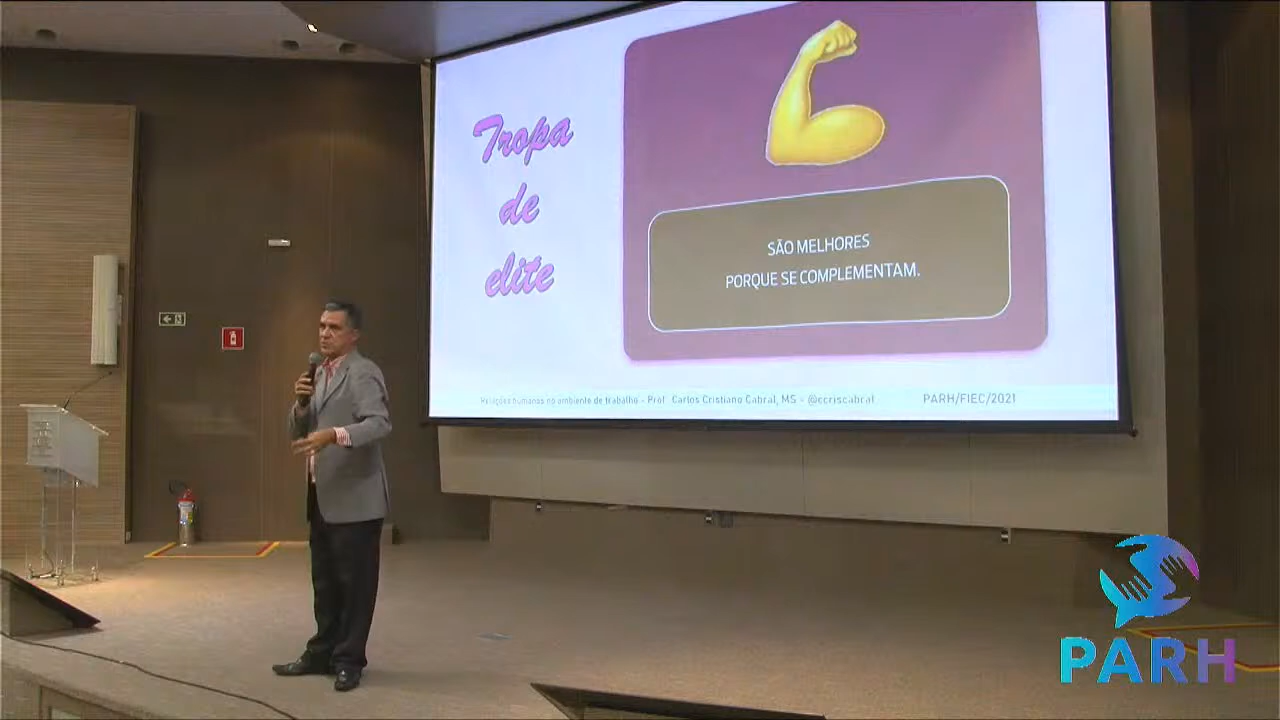 Tropa
de
elite
SÃO MELHORES
PORQUE SE COMPLEMENTAM.
Relações humanas no ambiente de trabalho - Prof. Carlos Cristiano Cabral, MS - @ccriscabral
PARH/FIEC/2021
PARH